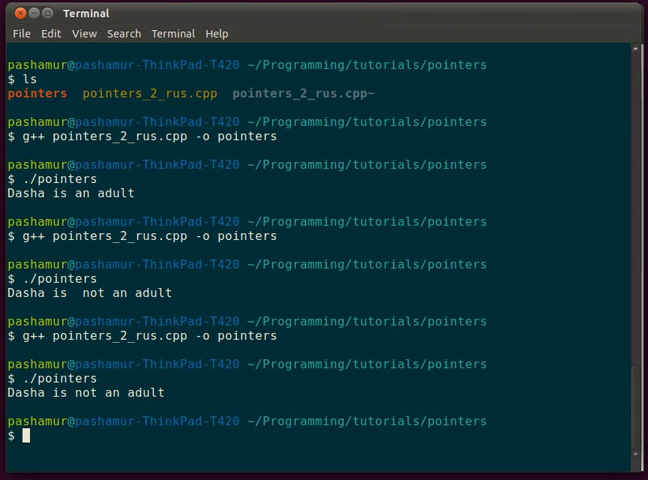 Terminal
File Edit View Search Terminal Help
pashamur@pashamur-ThinkPad-T420 ~/Programming/tutorials/pointers
$ ls
pointers  pointers_2_rus.cpp  pointers_2_rus.cpp~
pashamur@pashamur-ThinkPad-T420 ~/Programming/tutorials/pointers
$ g++ pointers_2_rus.cpp -o pointers
pashamur@pashamur-ThinkPad-T420 ~/Programming/tutorials/pointers
$ ./pointers
Dasha is an adult
pashamur@pashamur-ThinkPad-T420 ~/Programming/tutorials/pointers
$ g++ pointers_2_rus.cpp -o pointers
pashamur@pashamur-ThinkPad-T420 ~/Programming/tutorials/pointers
$ ./pointers
Dasha is  not an adult
pashamur@pashamur-ThinkPad-T420 ~/Programming/tutorials/pointers
$ g++ pointers_2_rus.cpp -o pointers
pashamur@pashamur-ThinkPad-T420 ~/Programming/tutorials/pointers
$ ./pointers
Dasha is not an adult
pashamur@pashamur-ThinkPad-T420 ~/Programming/tutorials/pointers
$